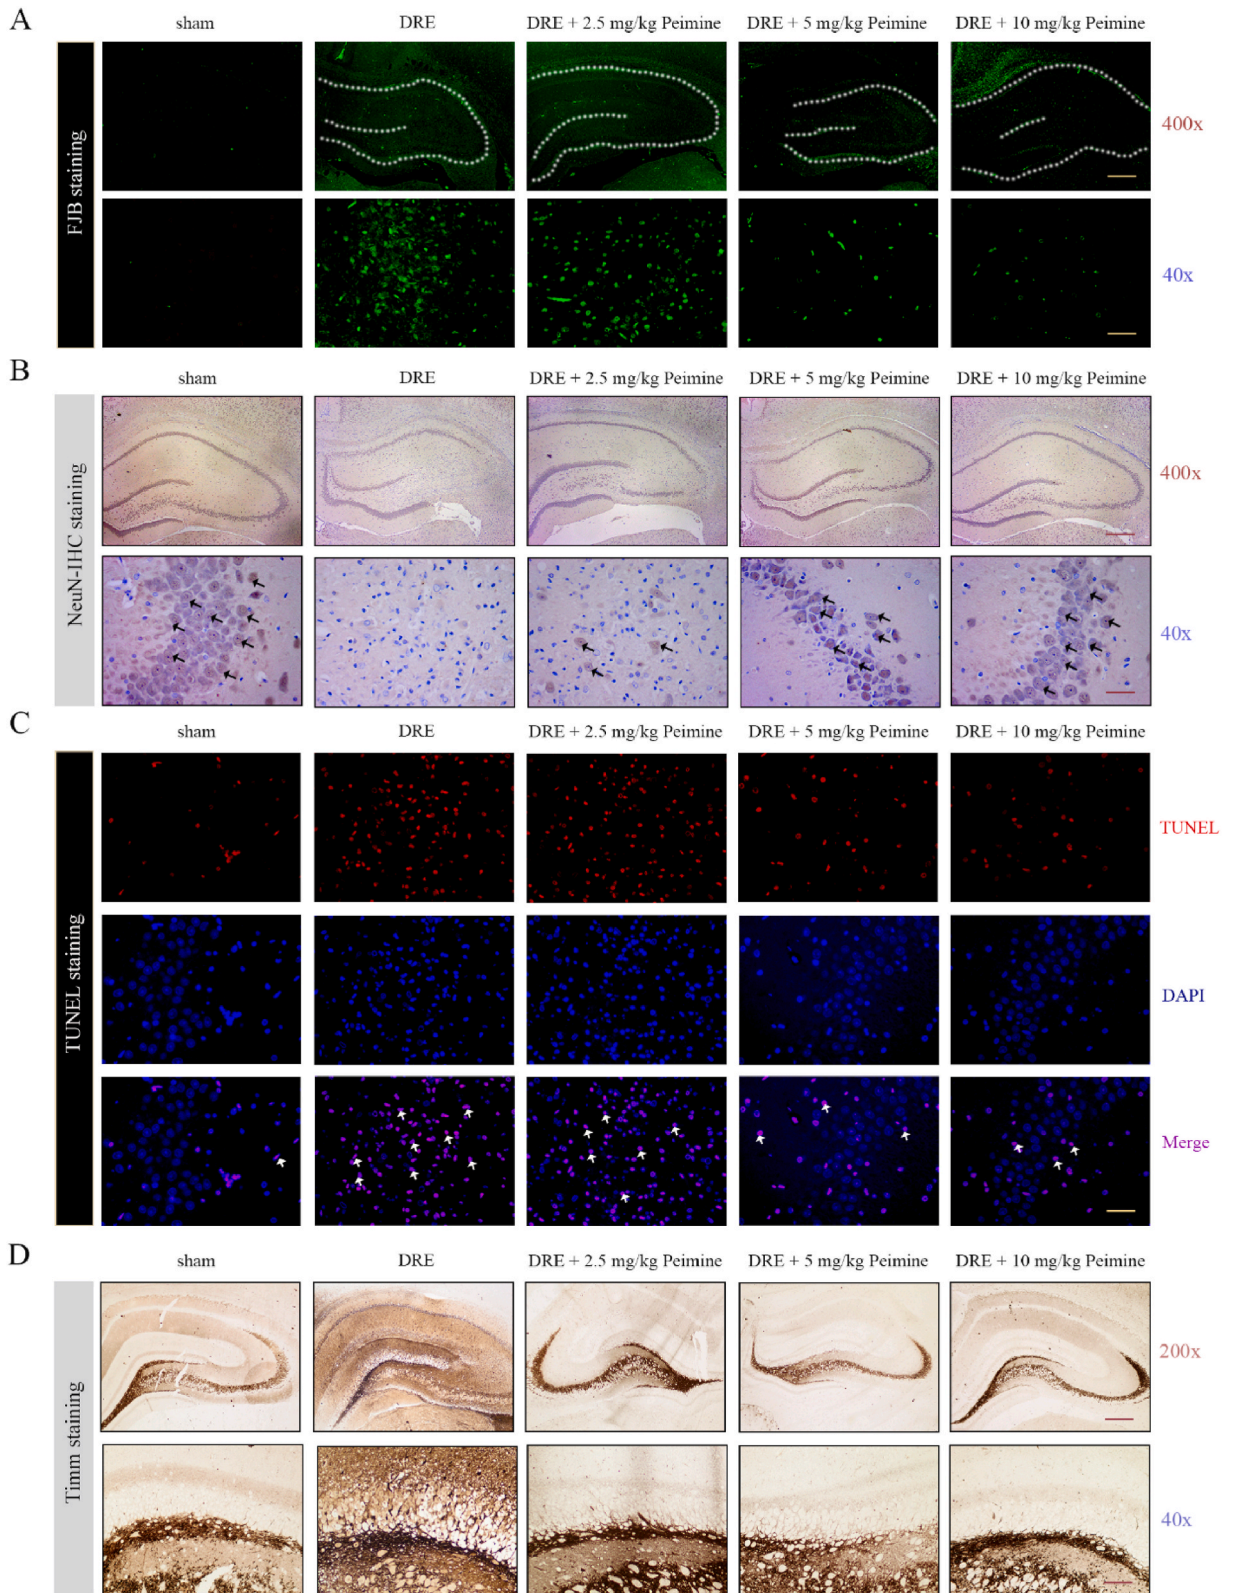 A
sham DRE DRE + 2.5 mg/kg Peimine DRE + 5 mg/kg Peimine DRE + 10 mg/kg Peimine
FJB staining
400x
40x
B
sham DRE DRE + 2.5 mg/kg Peimine DRE + 5 mg/kg Peimine DRE + 10 mg/kg Peimine
NeuN-IHC staining
400x
40x
C
sham DRE DRE + 2.5 mg/kg Peimine DRE + 5 mg/kg Peimine DRE + 10 mg/kg Peimine
TUNEL staining
TUNEL
DAPI
Merge
D
sham DRE DRE + 2.5 mg/kg Peimine DRE + 5 mg/kg Peimine DRE + 10 mg/kg Peimine
Timm staining
200x
40x